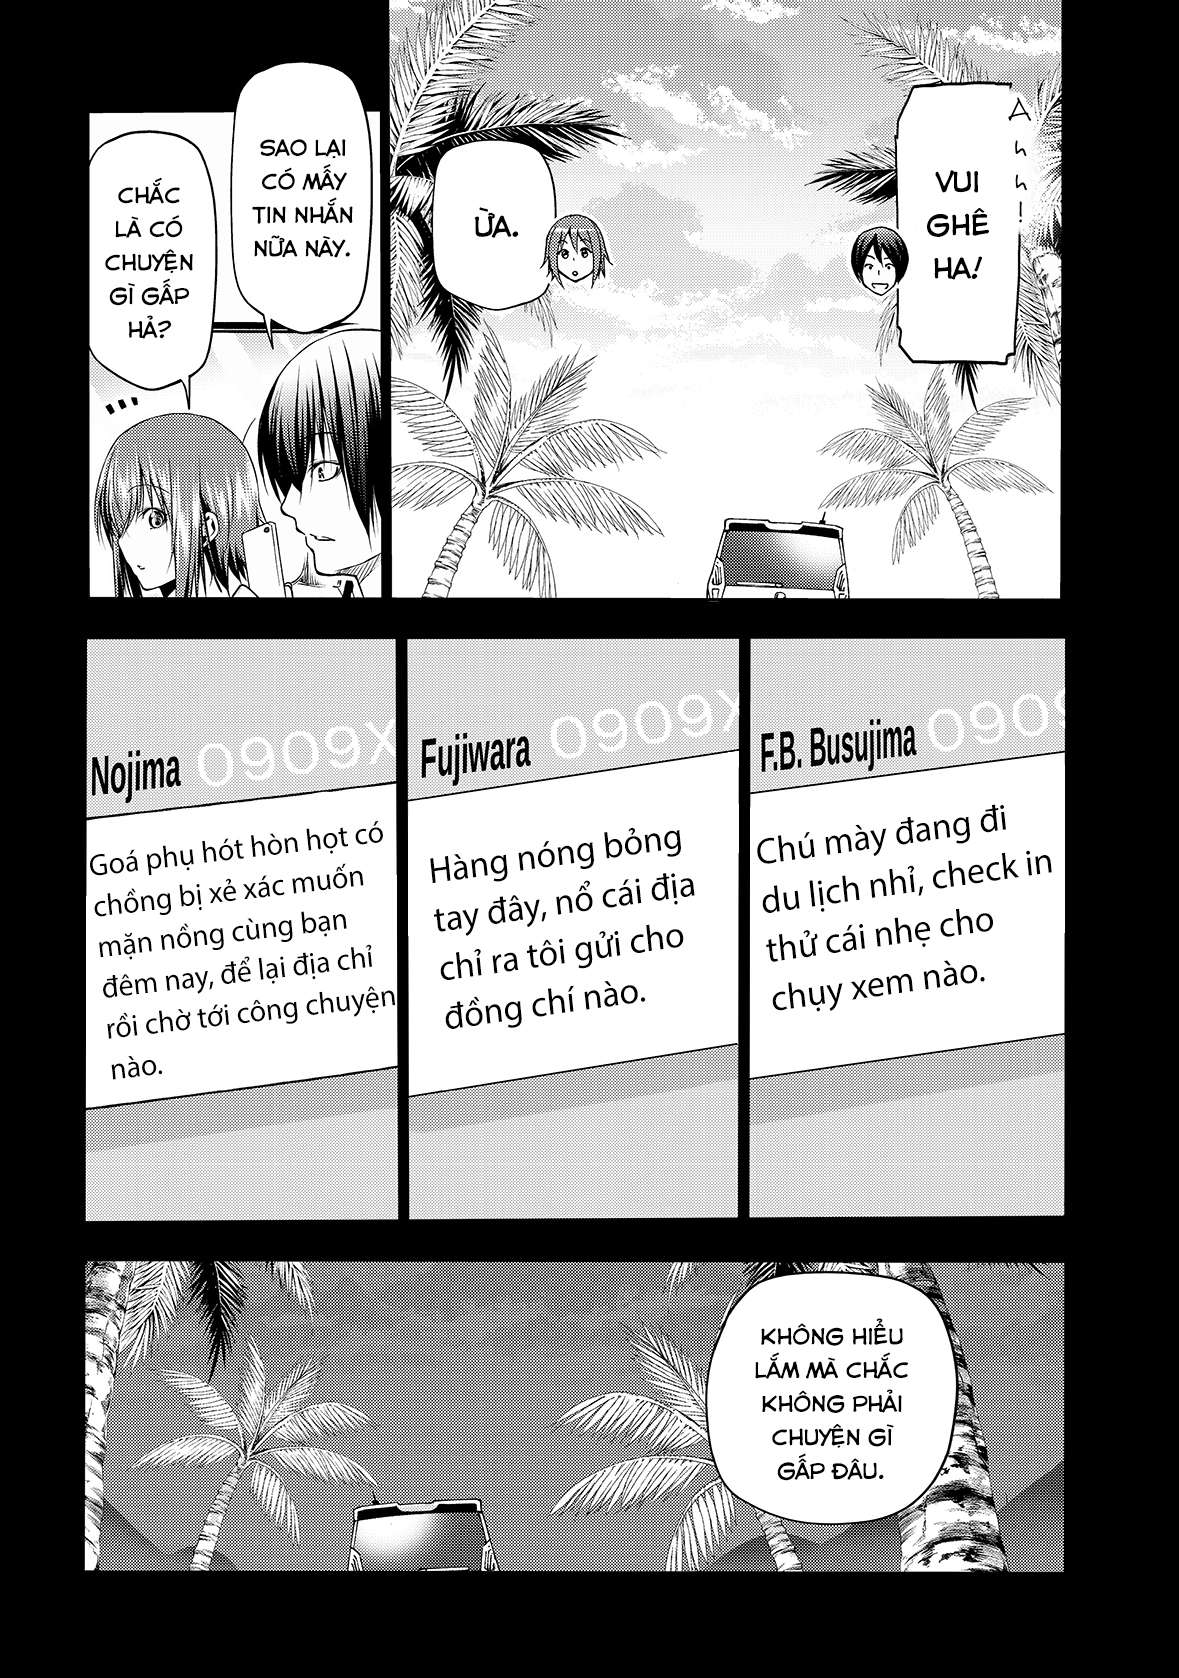 Ahh!
VUI
GHÊ
HA!
ỪA.
SAO LẠI
CÓ MẤY
TIN NHẮN
NỮA NÀY.
CHẮC
LÀ CÓ
CHUYỆN
GÌ GẤP
HẢ?
F.B. Busujima 0909
Chú mày đang đi
du lịch nhỉ, check in
thử cái nhẹ cho
chụy xem nào.
Fujiwara 0909X
Hàng nóng bỏng
tay đây, nổ cái địa
chỉ ra tôi gửi cho
đồng chí nào.
Nojima 0909X
Goá phụ hót hòn họt có
chồng bị xẻ xác muốn
mặn nồng cùng bạn
đêm nay, để lại địa chỉ
rồi chờ tới công chuyện
nào.
KHÔNG HIỂU
LẮM MÀ CHẮC
KHÔNG PHẢI
CHUYỆN GÌ
GẤP ĐÂU.